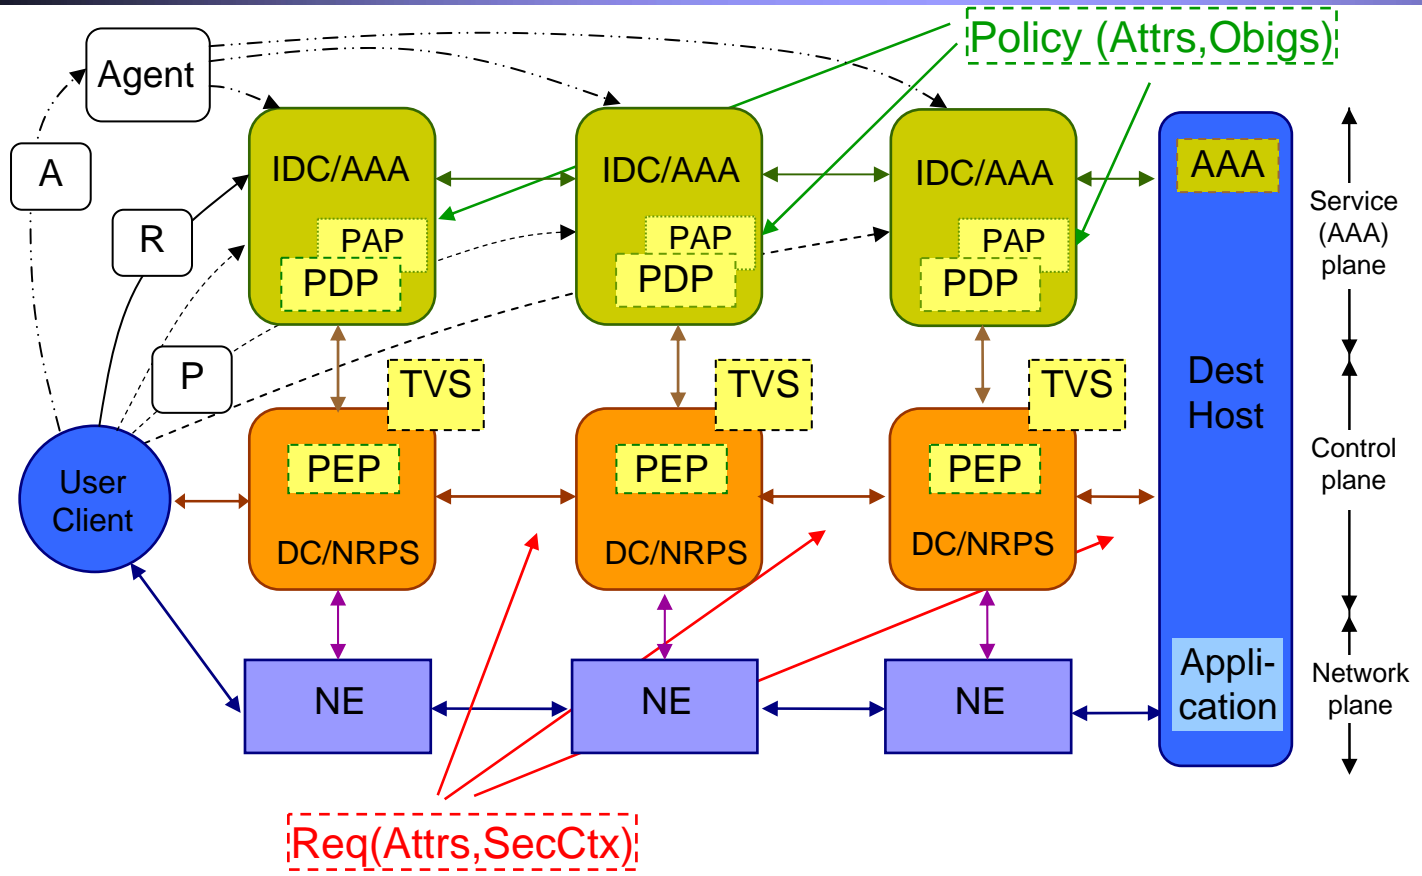 Policy (Attrs,Obigs)
Agent
A
R
P
IDC/AAA
PAP
PDP
IDC/AAA
PAP
PDP
IDC/AAA
PAP
PDP
AAA
Service
(AAA)
plane
TVS
TVS
TVS
Dest
Host
User
Client
PEP
DC/NRPS
PEP
DC/NRPS
PEP
DC/NRPS
Control
plane
NE
NE
NE
Appli-
cation
Network
plane
Req(Attrs,SecCtx)